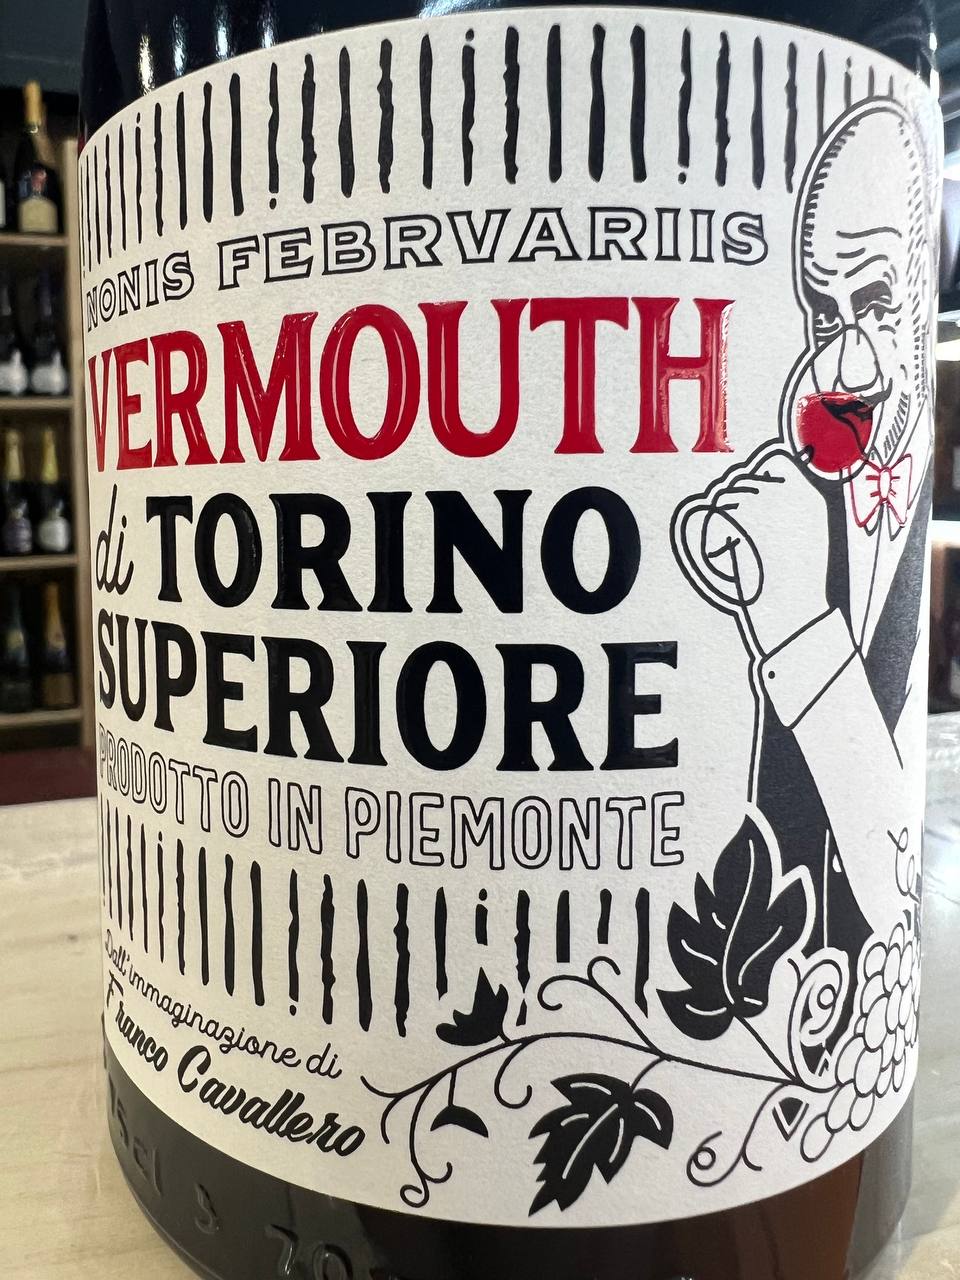 NONIS FEBRVARIIS
VERMOUTH
di TORINO
SUPERIORE
PRODOTTO IN PIEMONTE
Dall'immaginazione di
Franco Cavallero